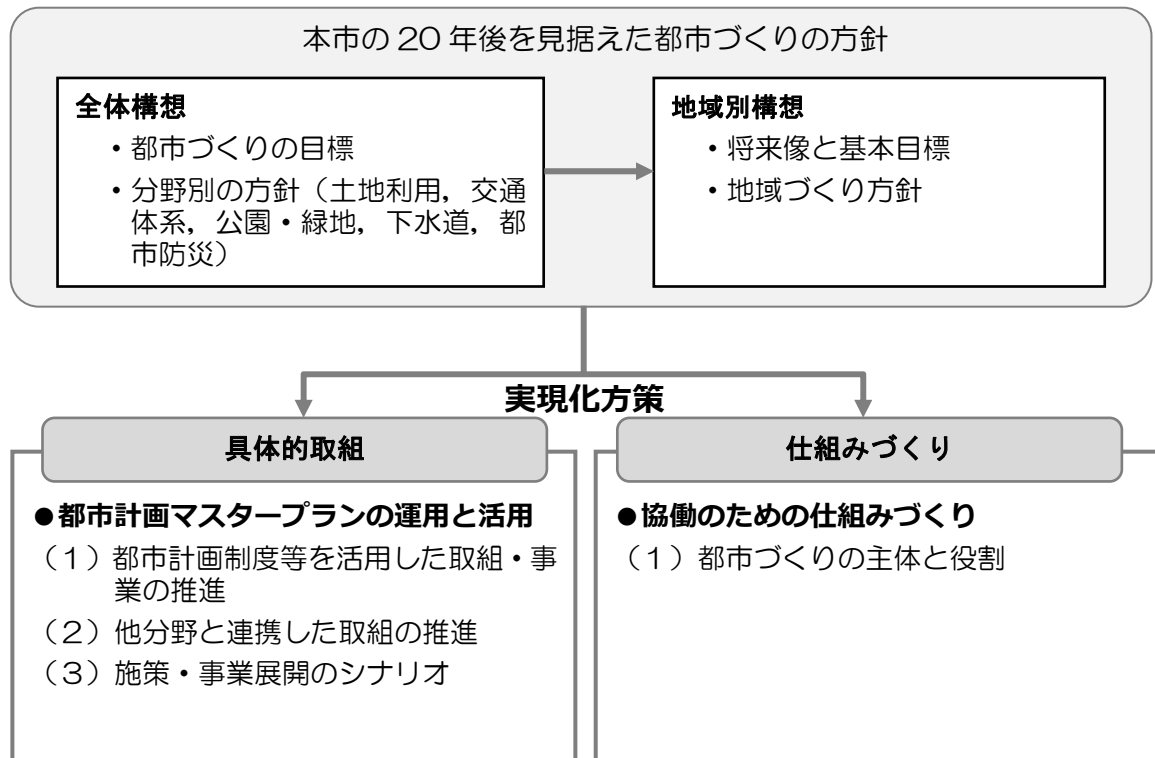 本市の20年後を見据えた都市づくりの方針
全体構想
・都市づくりの目標
・分野別の方針（土地利用，交通
体系，公園・緑地，下水道，都
市防災）
地域別構想
・将来像と基本目標
・地域づくり方針
実現化方策
具体的取組
●都市計画マスタープランの運用と活用
（１）都市計画制度等を活用した取組・事
業の推進
（２）他分野と連携した取組の推進
（３）施策・事業展開のシナリオ
仕組みづくり
●協働のための仕組みづくり
（１）都市づくりの主体と役割